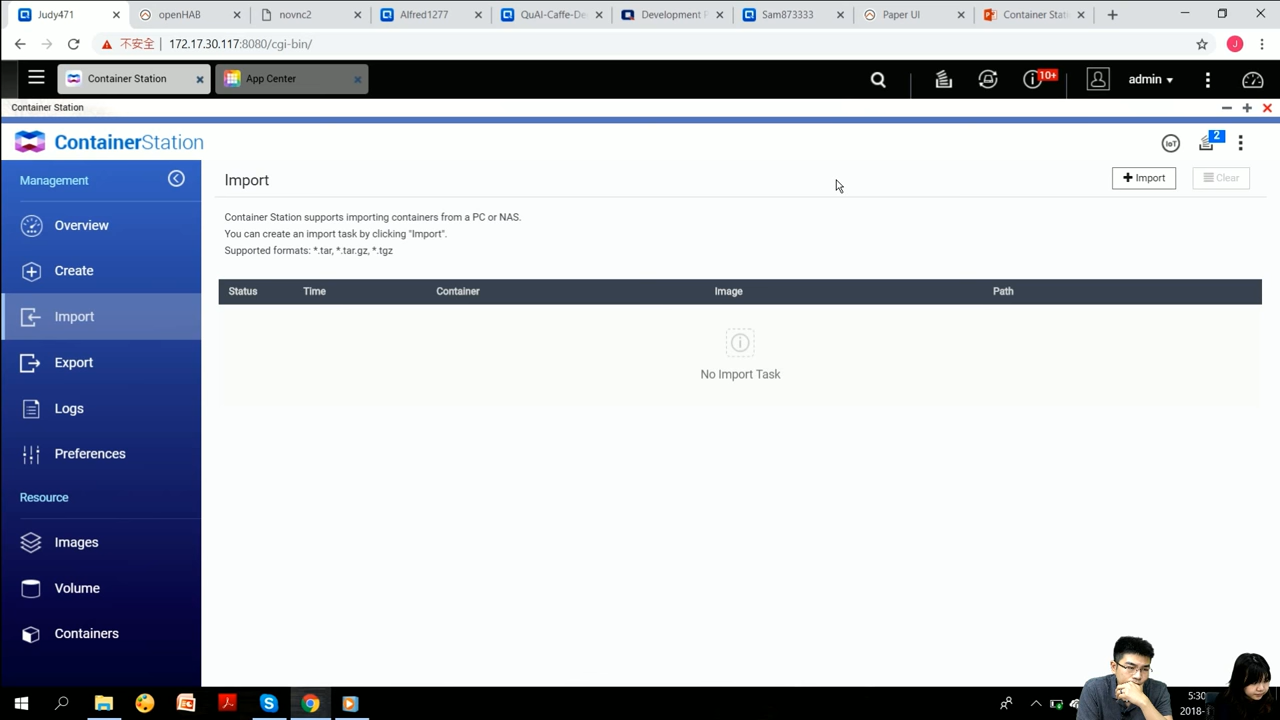 Judy471
openHAB
novnc2
Alfred1277
QuAI-Caffe-De
Development P
Sam873333
Paper UI
Container Stati
不安全
172.17.30.117:8080/cgi-bin/
J
Container Station
App Center
10+
admin
Container Station
ContainerStation
IoT
2
Management
Overview
Create
Import
Export
Logs
Preferences
Resource
Images
Volume
Containers
Import
Import
Clear
Container Station supports importing containers from a PC or NAS.
You can create an import task by clicking "Import".
Supported formats: *.tar, *.tar.gz, *.tgz
Status Time Container Image Path
No Import Task
5:30
2018-